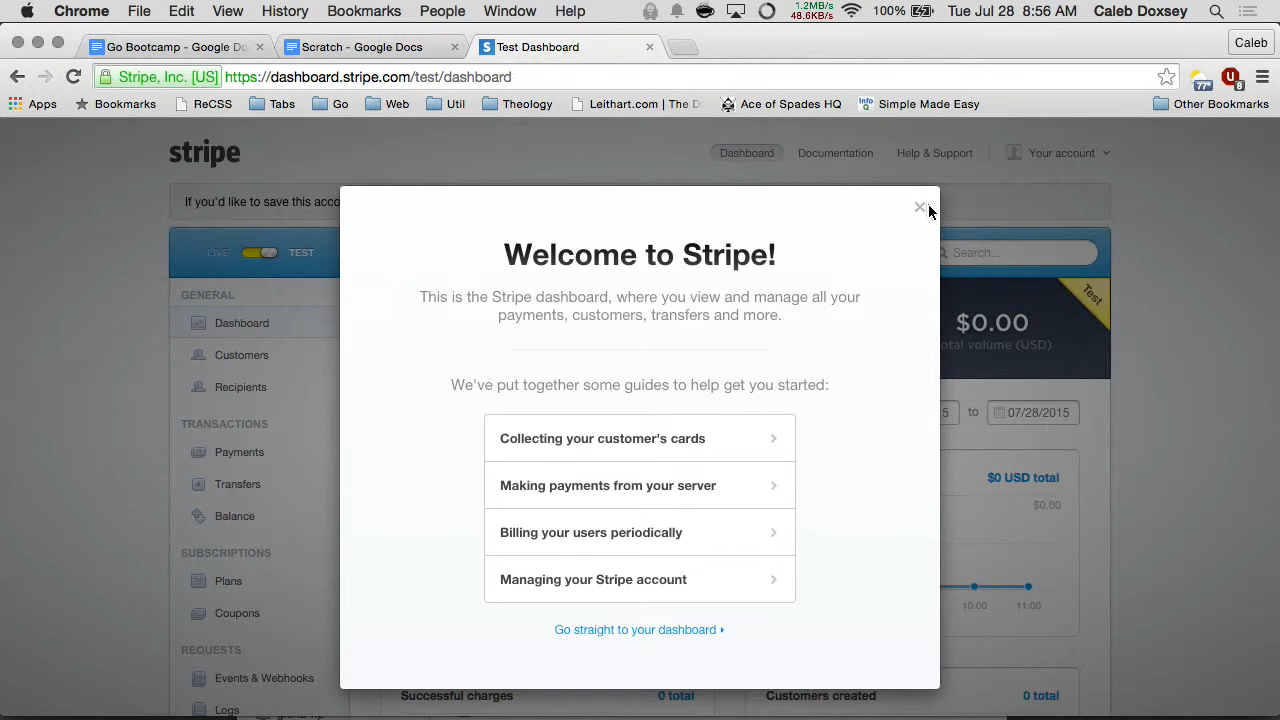 Chrome File Edit View History Bookmarks People Window Help 1.2MB/s 48.6KB/s 100% Tue Jul 28 8:56 AM Caleb Doxsey
Go Bootcamp - Google Do
Scratch - Google Docs
Test Dashboard
Caleb
Stripe, Inc. [US] https://dashboard.stripe.com/test/dashboard
77°
8
Apps Bookmarks ReCSS Tabs Go Web Util Theology Leithart.com | The D Ace of Spades HQ Simple Made Easy Other Bookmarks
stripe
Dashboard Documentation Help & Support Your account
If you'd like to save this acco
LIVE TEST
Search...
GENERAL
Dashboard
Customers
Recipients
TRANSACTIONS
Payments
Transfers
Balance
SUBSCRIPTIONS
Plans
Coupons
REQUESTS
Events & Webhooks
Logs
Welcome to Stripe!
This is the Stripe dashboard, where you view and manage all your
payments, customers, transfers and more.
We've put together some guides to help get you started:
Collecting your customer's cards
Making payments from your server
Billing your users periodically
Managing your Stripe account
Go straight to your dashboard
$0.00
otal volume (USD)
Test
5 to 07/28/2015
$0 USD total
$0.00
10:00 11:00
Successful charges 0 total
Customers created 0 total